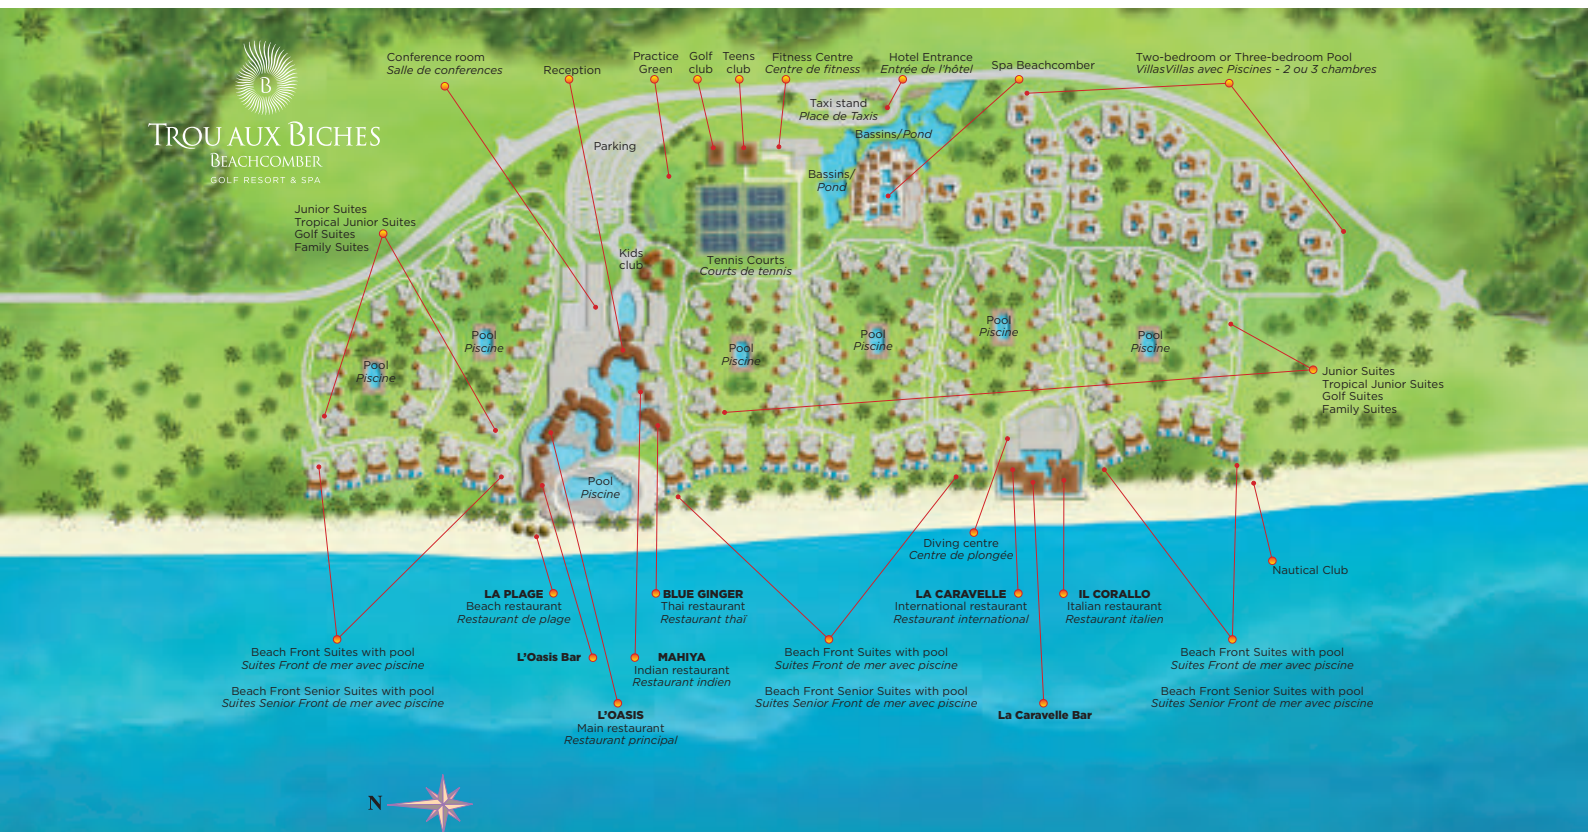 B
TROU AUX BICHES
BEACHCOMBER
GOLF RESORT & SPA
Conference room
Salle de conferences
Reception
Practice
Green
Golf
club
Teens
club
Fitness Centre
Centre de fitness
Hotel Entrance
Entrée de l'hôtel
Spa Beachcomber
Two-bedroom or Three-bedroom Pool
VillasVillas avec Piscines - 2 ou 3 chambres
Taxi stand
Place de Taxis
Parking
Bassins/Pond
Bassins/
Pond
Junior Suites
Tropical Junior Suites
Golf Suites
Family Suites
Kids
club
Tennis Courts
Courts de tennis
Pool
Piscine
Pool
Piscine
Pool
Piscine
Pool
Piscine
Pool
Piscine
Pool
Piscine
Junior Suites
Tropical Junior Suites
Golf Suites
Family Suites
Pool
Piscine
Diving centre
Centre de plongée
Nautical Club
LA PLAGE
Beach restaurant
Restaurant de plage
BLUE GINGER
Thai restaurant
Restaurant thaï
LA CARAVELLE
International restaurant
Restaurant international
IL CORALLO
Italian restaurant
Restaurant italien
Beach Front Suites with pool
Suites Front de mer avec piscine
Beach Front Senior Suites with pool
Suites Senior Front de mer avec piscine
L'Oasis Bar
MAHIYA
Indian restaurant
Restaurant indien
Beach Front Suites with pool
Suites Front de mer avec piscine
Beach Front Senior Suites with pool
Suites Senior Front de mer avec piscine
Beach Front Suites with pool
Suites Front de mer avec piscine
Beach Front Senior Suites with pool
Suites Senior Front de mer avec piscine
L'OASIS
Main restaurant
Restaurant principal
La Caravelle Bar
N